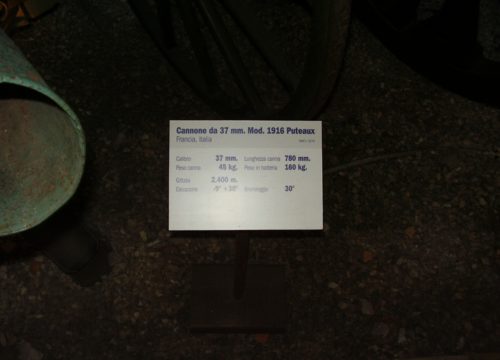 Cannone da 37 mm. Mod. 1916 Puteaux
Francia, Italia
Calibro 37 mm. Lunghezza canna 780 mm.
Peso canna 45 kg. Peso in batteria 160 kg.
Gittata 2.400 m.
Elevazione Brandeggio 30°